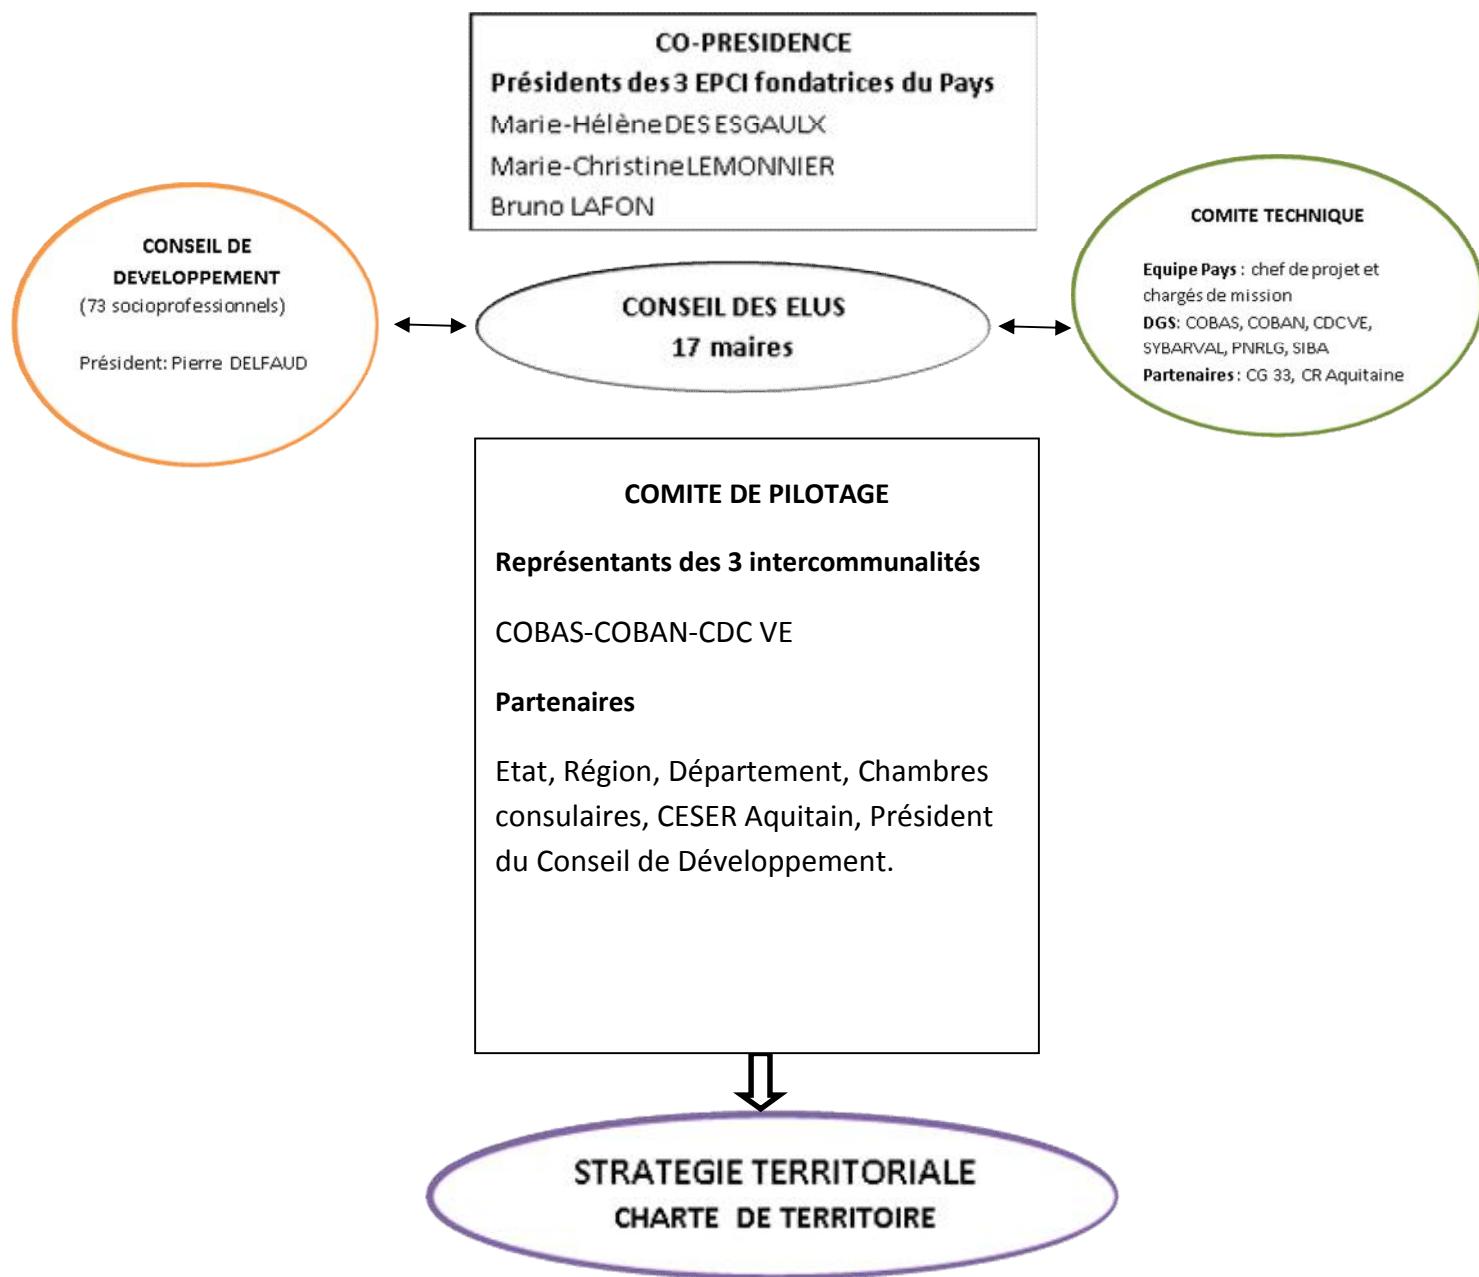 CO-PRESIDENCE
Présidents des 3 EPCI fondatrices du Pays
Marie-Hélène DES ESGAULX
Marie-Christine LEMONNIER
Bruno LAFON
CONSEIL DE
DEVELOPPEMENT
(73 socioprofessionnels)
Président: Pierre DELFAUD
CONSEIL DES ELUS
17 maires
COMITE TECHNIQUE
Equipe Pays : chef de projet et
chargés de mission
DGS: COBAS, COBAN, CDCVE,
SYBARVAL, PNRLG, SIBA
Partenaires : CG 33, CR Aquitaine
COMITE DE PILOTAGE
Représentants des 3 intercommunalités
COBAS-COBAN-CDC VE
Partenaires
Etat, Région, Département, Chambres
consulaires, CESER Aquitain, Président
du Conseil de Développement.
STRATEGIE TERRITORIALE
CHARTE DE TERRITOIRE